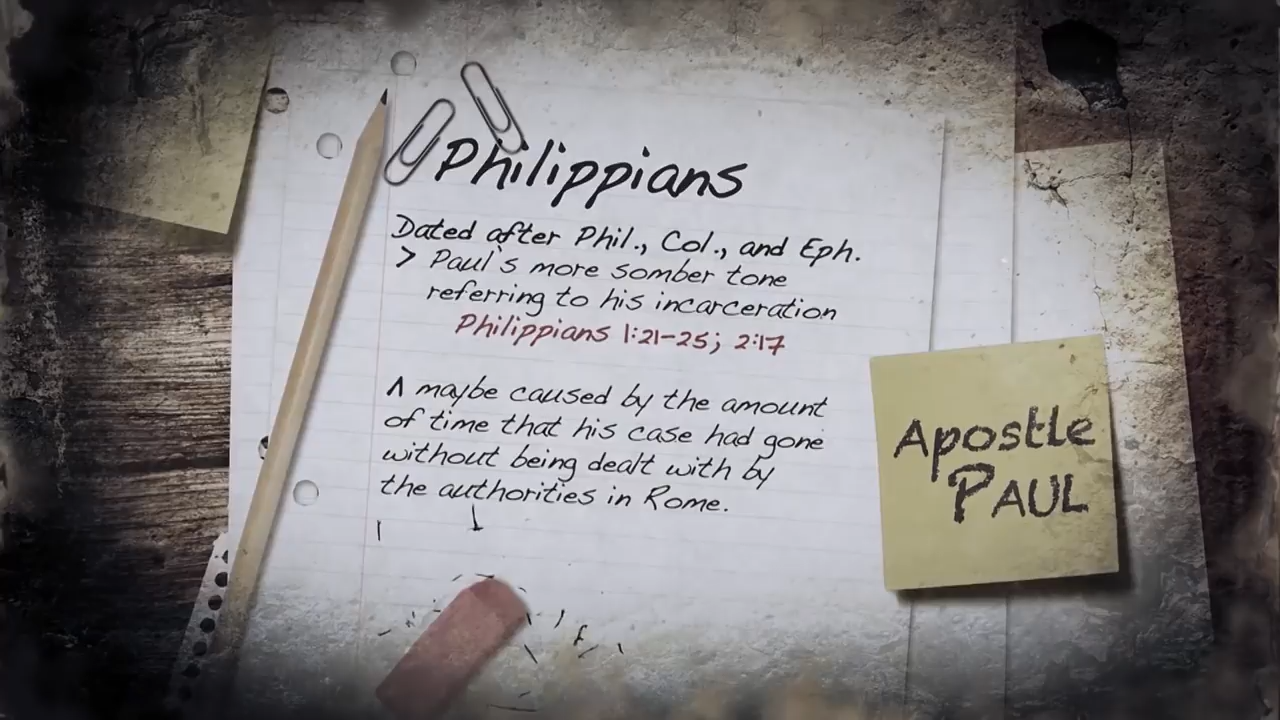 Philippians
Dated after Phil., Col., and Eph.
> Paul's more somber tone
referring to his incarceration
Philippians 1:21-25; 2:17
^ maybe caused by the amount
of time that his case had gone
without being dealt with by
the authorities in Rome.
Apostle
PAUL